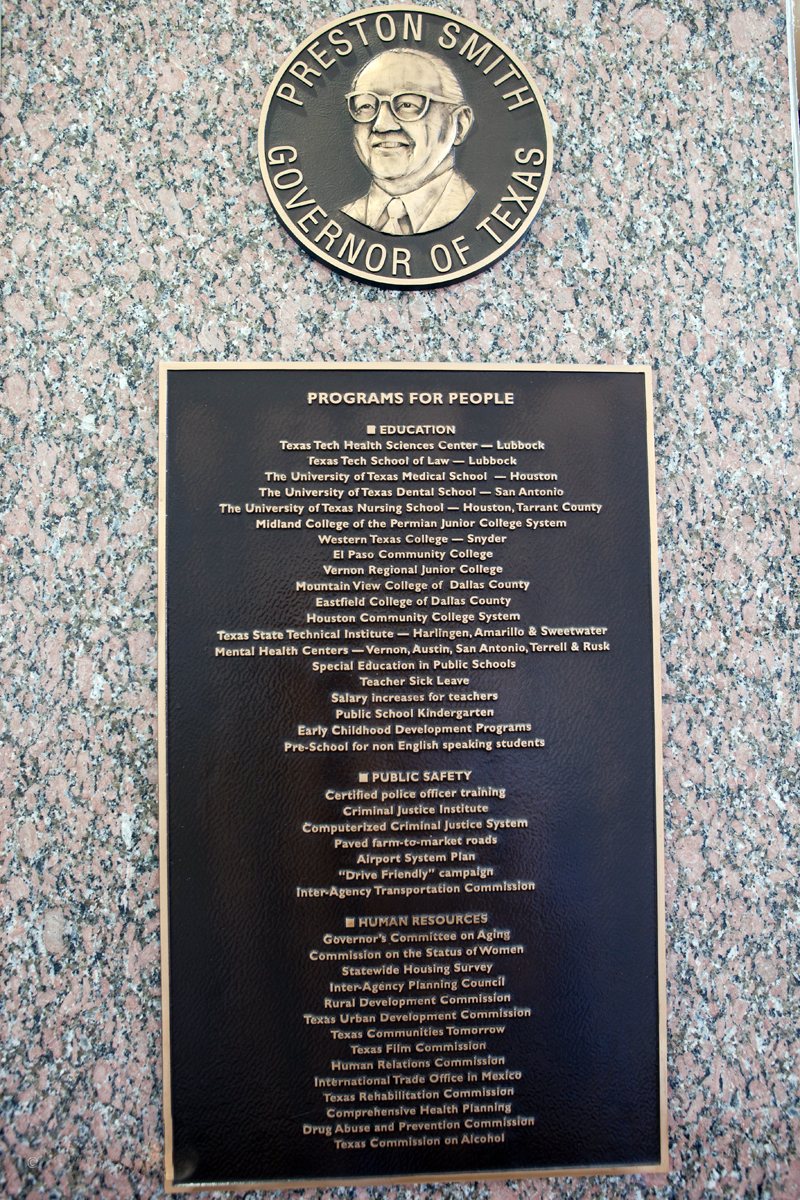 PRESTON SMITH
GOVERNOR OF TEXAS
PROGRAMS FOR PEOPLE
■ EDUCATION
Texas Tech Health Sciences Center — Lubbock
Texas Tech School of Law — Lubbock
The University of Texas Medical School — Houston
The University of Texas Dental School — San Antonio
The University of Texas Nursing School — Houston, Tarrant County
Midland College of the Permian Junior College System
Western Texas College — Snyder
El Paso Community College
Vernon Regional Junior College
Mountain View College of Dallas County
Eastfield College of Dallas County
Houston Community College System
Texas State Technical Institute — Harlingen, Amarillo & Sweetwater
Mental Health Centers — Vernon, Austin, San Antonio, Terrell & Rusk
Special Education in Public Schools
Teacher Sick Leave
Salary increases for teachers
Public School Kindergarten
Early Childhood Development Programs
Pre-School for non English speaking students
■ PUBLIC SAFETY
Certified police officer training
Criminal Justice Institute
Computerized Criminal Justice System
Paved farm-to-market roads
Airport System Plan
“Drive Friendly” campaign
Inter-Agency Transportation Commission
■ HUMAN RESOURCES
Governor's Committee on Aging
Commission on the Status of Women
Statewide Housing Survey
Inter-Agency Planning Council
Rural Development Commission
Texas Urban Development Commission
Texas Communities Tomorrow
Texas Film Commission
Human Relations Commission
International Trade Office in Mexico
Texas Rehabilitation Commission
Comprehensive Health Planning
Drug Abuse and Prevention Commission
Texas Commission on Alcohol